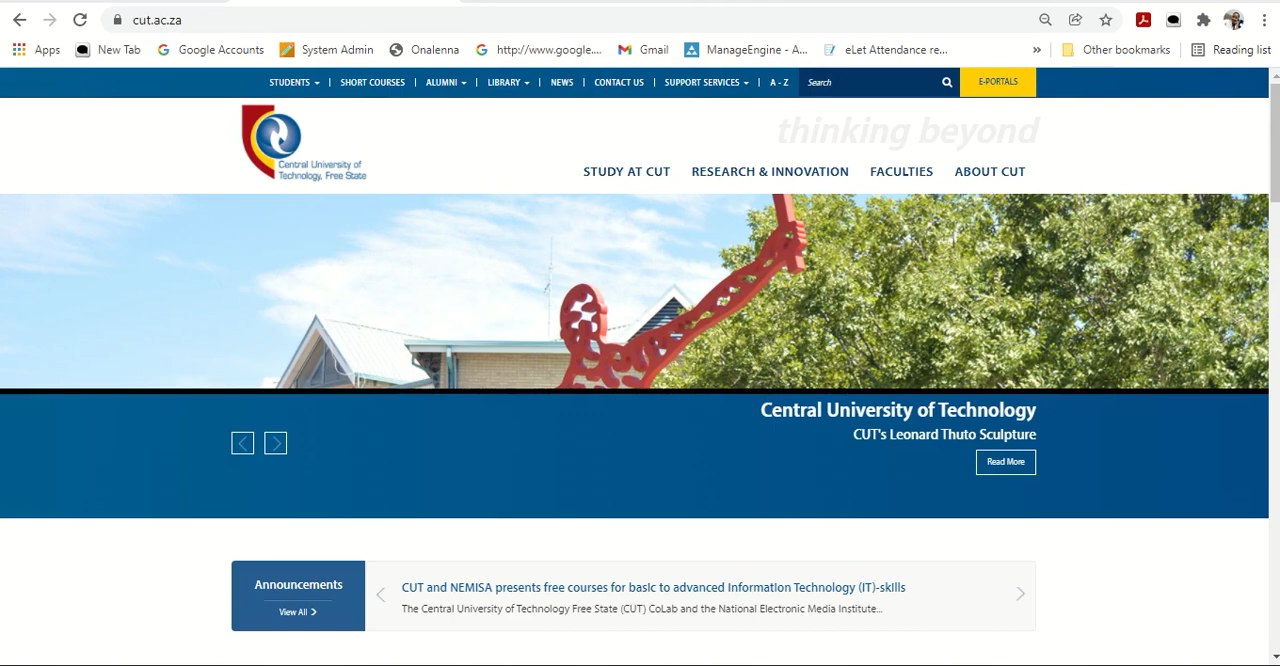 cut.ac.za
Apps New Tab Google Accounts System Admin Onalenna http://www.google.... Gmail ManageEngine - A... eLet Attendance re... » Other bookmarks Reading list
STUDENTS | SHORT COURSES | ALUMNI | LIBRARY | NEWS | CONTACT US | SUPPORT SERVICES | A - Z Search E-PORTALS
thinking beyond
Central University of
Technology, Free State
STUDY AT CUT RESEARCH & INNOVATION FACULTIES ABOUT CUT
Central University of Technology
CUT's Leonard Thuto Sculpture
Read More
Announcements
View All
CUT and NEMISA presents free courses for basic to advanced Information Technology (IT)-skills
The Central University of Technology Free State (CUT) CoLab and the National Electronic Media Institute...